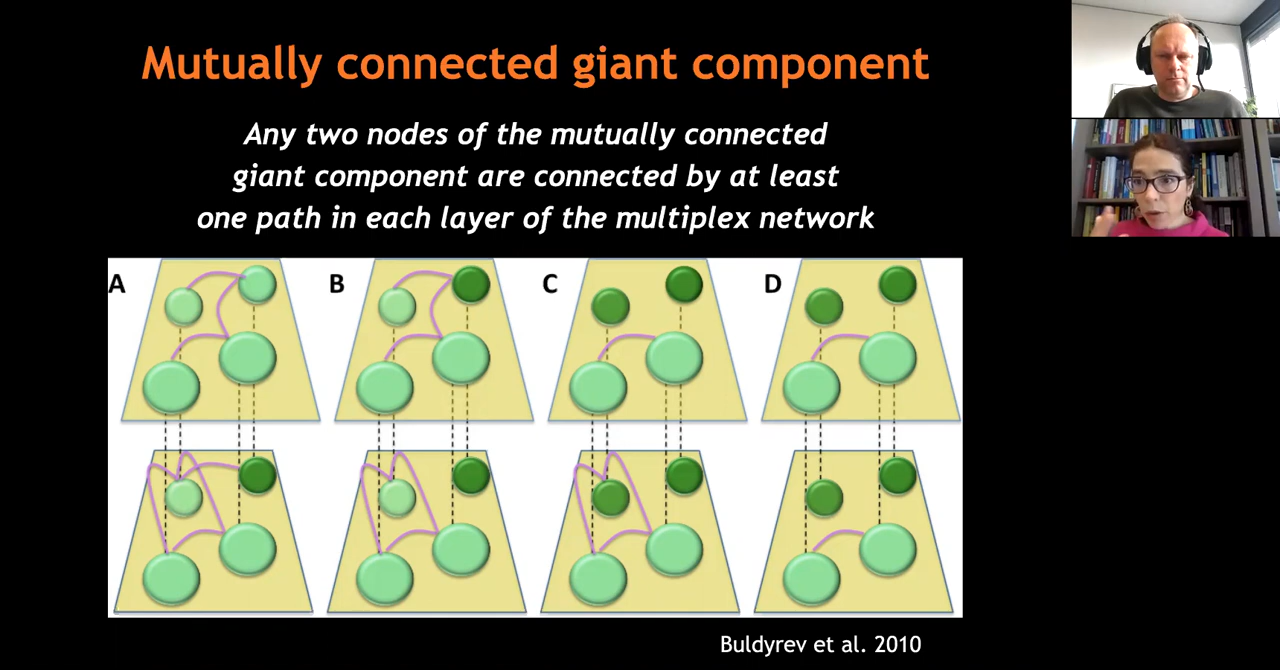 Mutually connected giant component
Any two nodes of the mutually connected
giant component are connected by at least
one path in each layer of the multiplex network
A B C D
Buldyrev et al. 2010